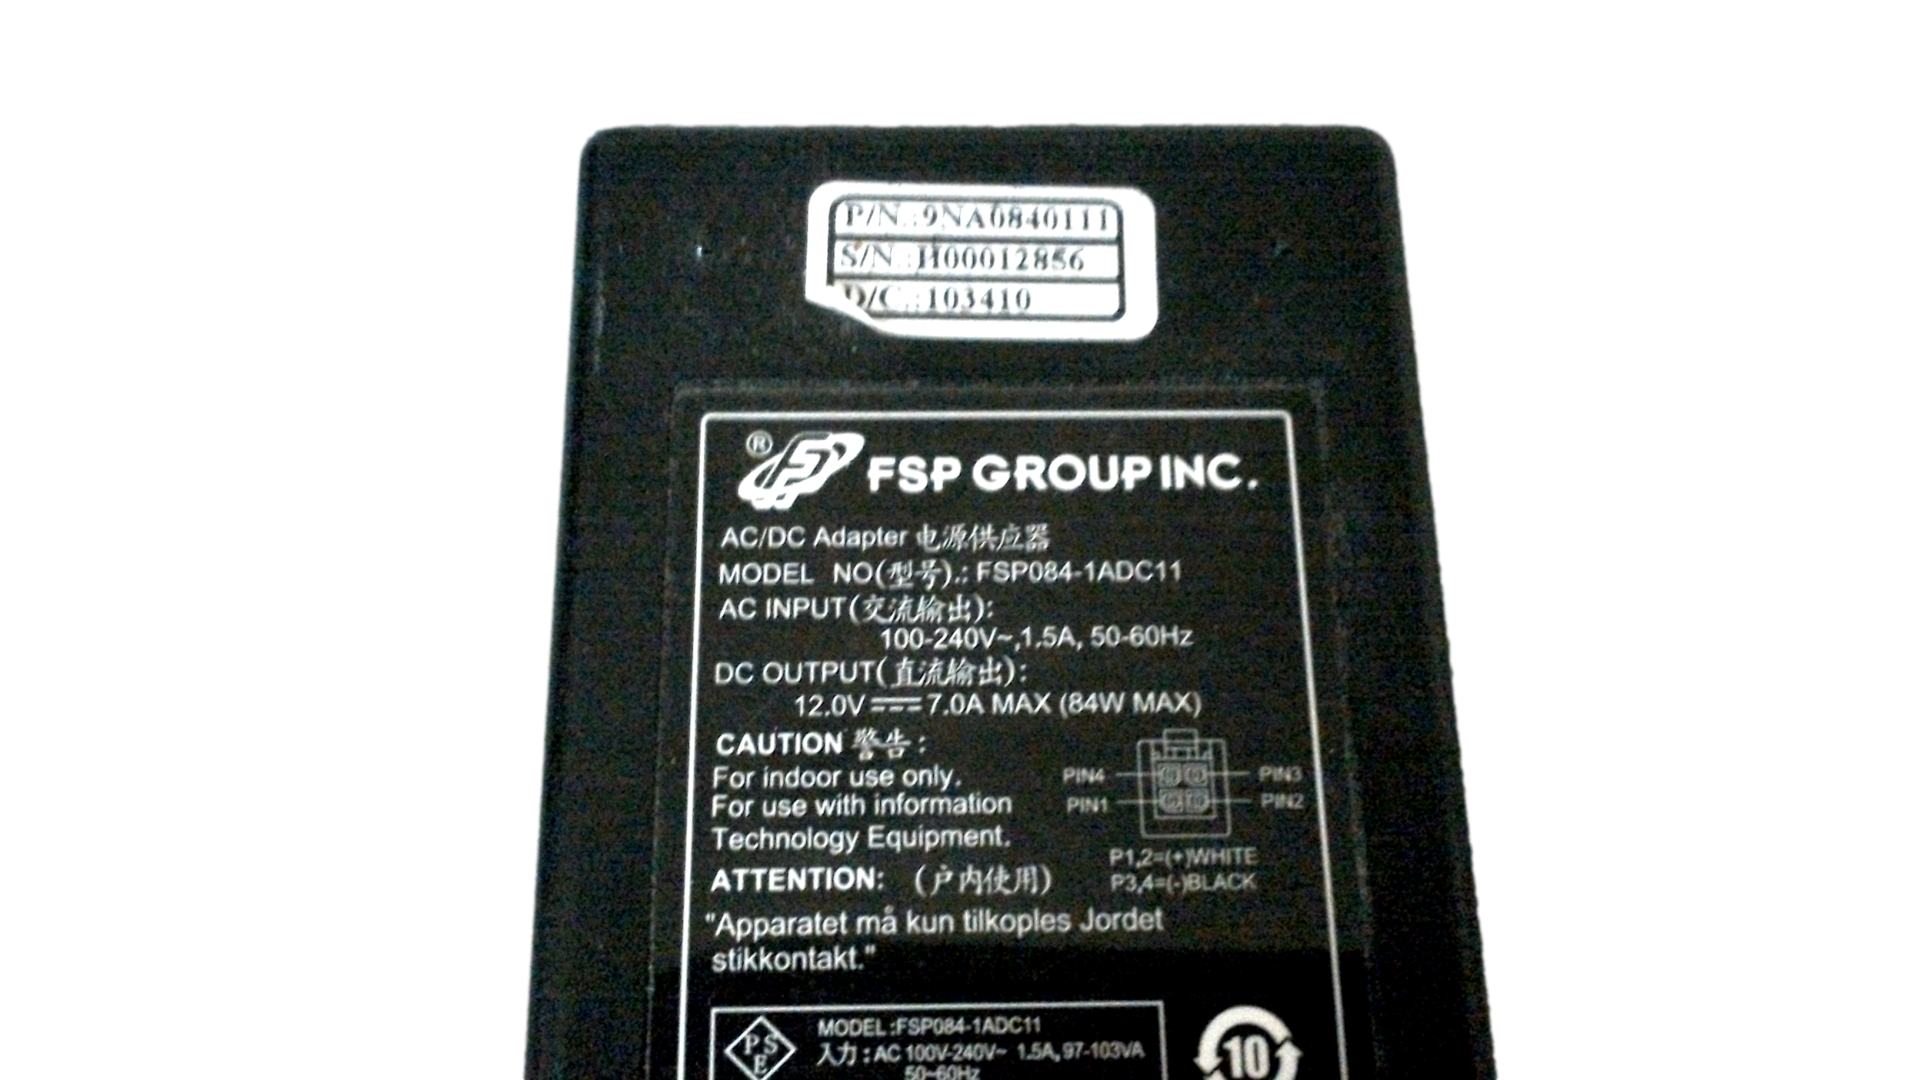 P/N.:9NA0840111
S/N.:H00012856
D/C.:103410
® FSP GROUP INC.
AC/DC Adapter 电源供应器
MODEL NO(型号).: FSP084-1ADC11
AC INPUT(交流输出):
100-240V~,1.5A, 50-60Hz
DC OUTPUT(直流输出):
12.0V 7.0A MAX (84W MAX)
CAUTION 警告:
For indoor use only.
For use with information
Technology Equipment.
PIN4 PIN3
PIN1 PIN2
P1,2=(+)WHITE
P3,4=(-)BLACK
ATTENTION: (户内使用)
"Apparatet må kun tilkoples Jordet
stikkontakt."
PSE
MODEL:FSP084-1ADC11
入力:AC 100V-240V~ 1.5A, 97-103VA
50~60Hz
10